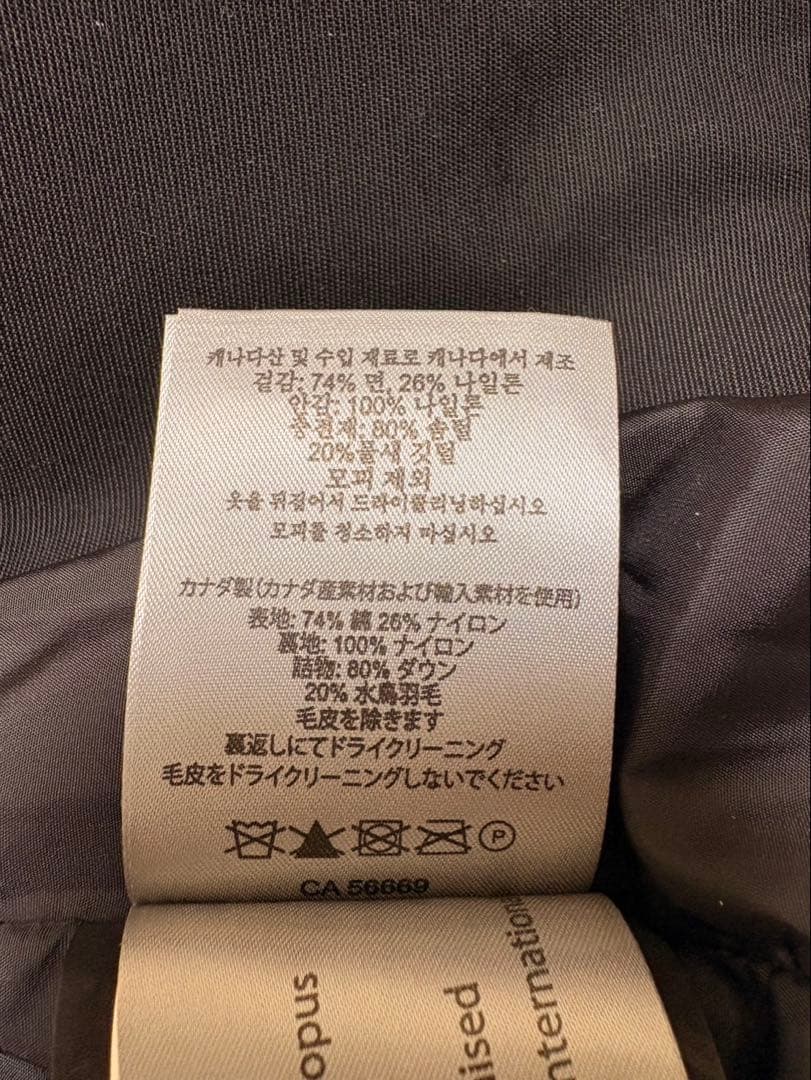 캐나다산 및 수입 재료로 캐나다에서 제조
겉감: 74% 면, 26% 나일론
안감: 100% 나일론
충전재: 80% 솜털
20%물새 깃털
모피 제외
옷을 뒤집어서 드라이클리닝하십시오
모피를 청소하지 마십시오
カナダ製(カナダ産素材および輸入素材を使用)
表地: 74% 綿 26% ナイロン
裏地: 100% ナイロン
詰物: 80% ダウン
20% 水鳥羽毛
毛皮を除きます
裏返しにてドライクリーニング
毛皮をドライクリーニングしないでください
P
CA 56669
opus
ised
nternationa